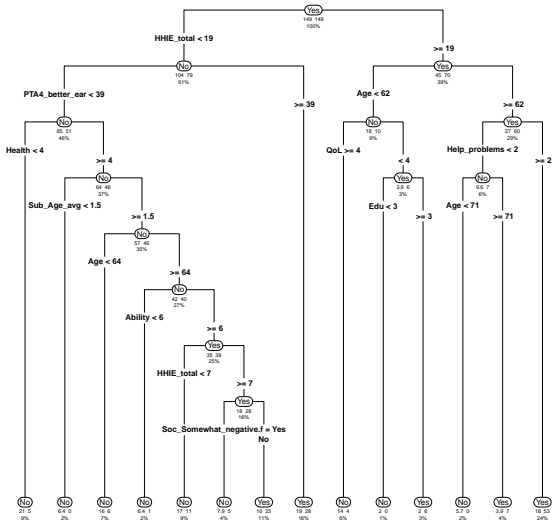 Yes
149 149
100%
HHIE_total < 19
>= 19
No
104 79
61%
Yes
45 70
39%
PTA4_better_ear < 39
>= 39
Age < 62
>= 62
No
85 51
46%
No
18 10
9%
Yes
27 60
29%
Health < 4
>= 4
QoL >= 4
< 4
Help_problems < 2
>= 2
No
64 46
37%
Yes
3.9 6
3%
No
9.6 7
6%
Sub_Age_avg < 1.5
>= 1.5
Edu < 3
>= 3
Age < 71
>= 71
No
57 46
35%
Age < 64
>= 64
No
42 40
27%
Ability < 6
>= 6
Yes
35 39
25%
HHIE_total < 7
>= 7
Yes
18 28
16%
Soc_Somewhat_negative.f = Yes
No
No No No No No No Yes Yes No No Yes No Yes Yes
21 5 6.4 0 16 6 6.4 1 17 11 7.9 5 10 23 19 28 14 4 2 0 2 6 5.7 0 3.9 7 18 53
9% 2% 7% 2% 9% 4% 11% 16% 6% 1% 3% 2% 4% 24%